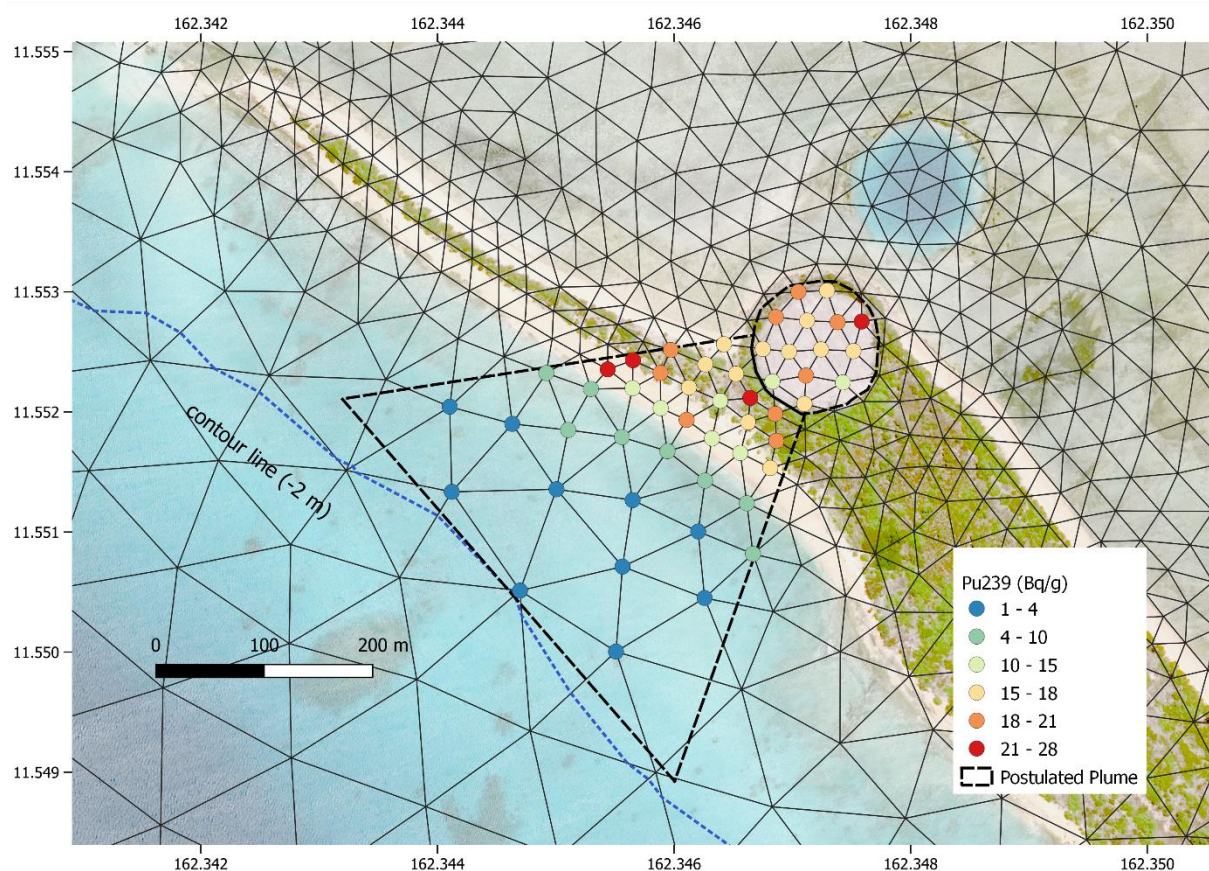 162.342 162.344 162.346 162.348 162.350
11.555
11.554
11.553
11.552
11.551
11.550
11.549
contour line (-2 m)
0 100 200 m
Pu239 (Bq/g)
1 - 4
4 - 10
10 - 15
15 - 18
18 - 21
21 - 28
Postulated Plume
162.342 162.344 162.346 162.348 162.350